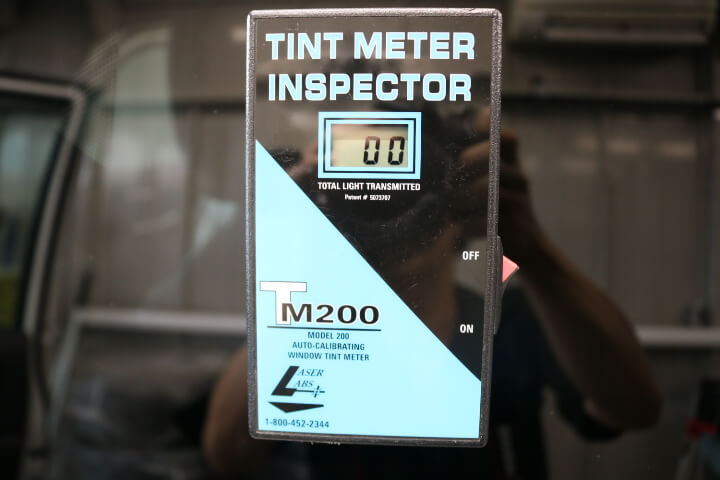 TINT METER
INSPECTOR
00
TOTAL LIGHT TRANSMITTED
Patent # 5073707
OFF
ON
TM200
MODEL 200
AUTO-CALIBRATING
WINDOW TINT METER
LASER
LABS
1-800-452-2344